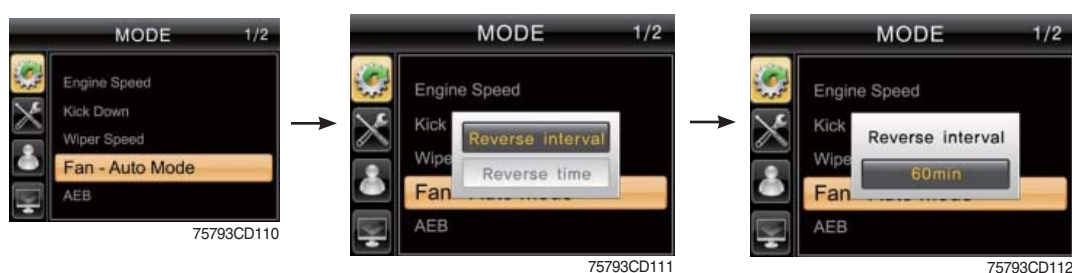 MODE 1/2
Engine Speed
Kick Down
Wiper Speed
Fan - Auto Mode
AEB
75793CD110
MODE 1/2
Engine Speed
Kick
Reverse interval
Wipe
Reverse time
Fan
AEB
75793CD111
MODE 1/2
Engine Speed
Kick
Reverse interval
Wipe
60min
Fan
AEB
75793CD112